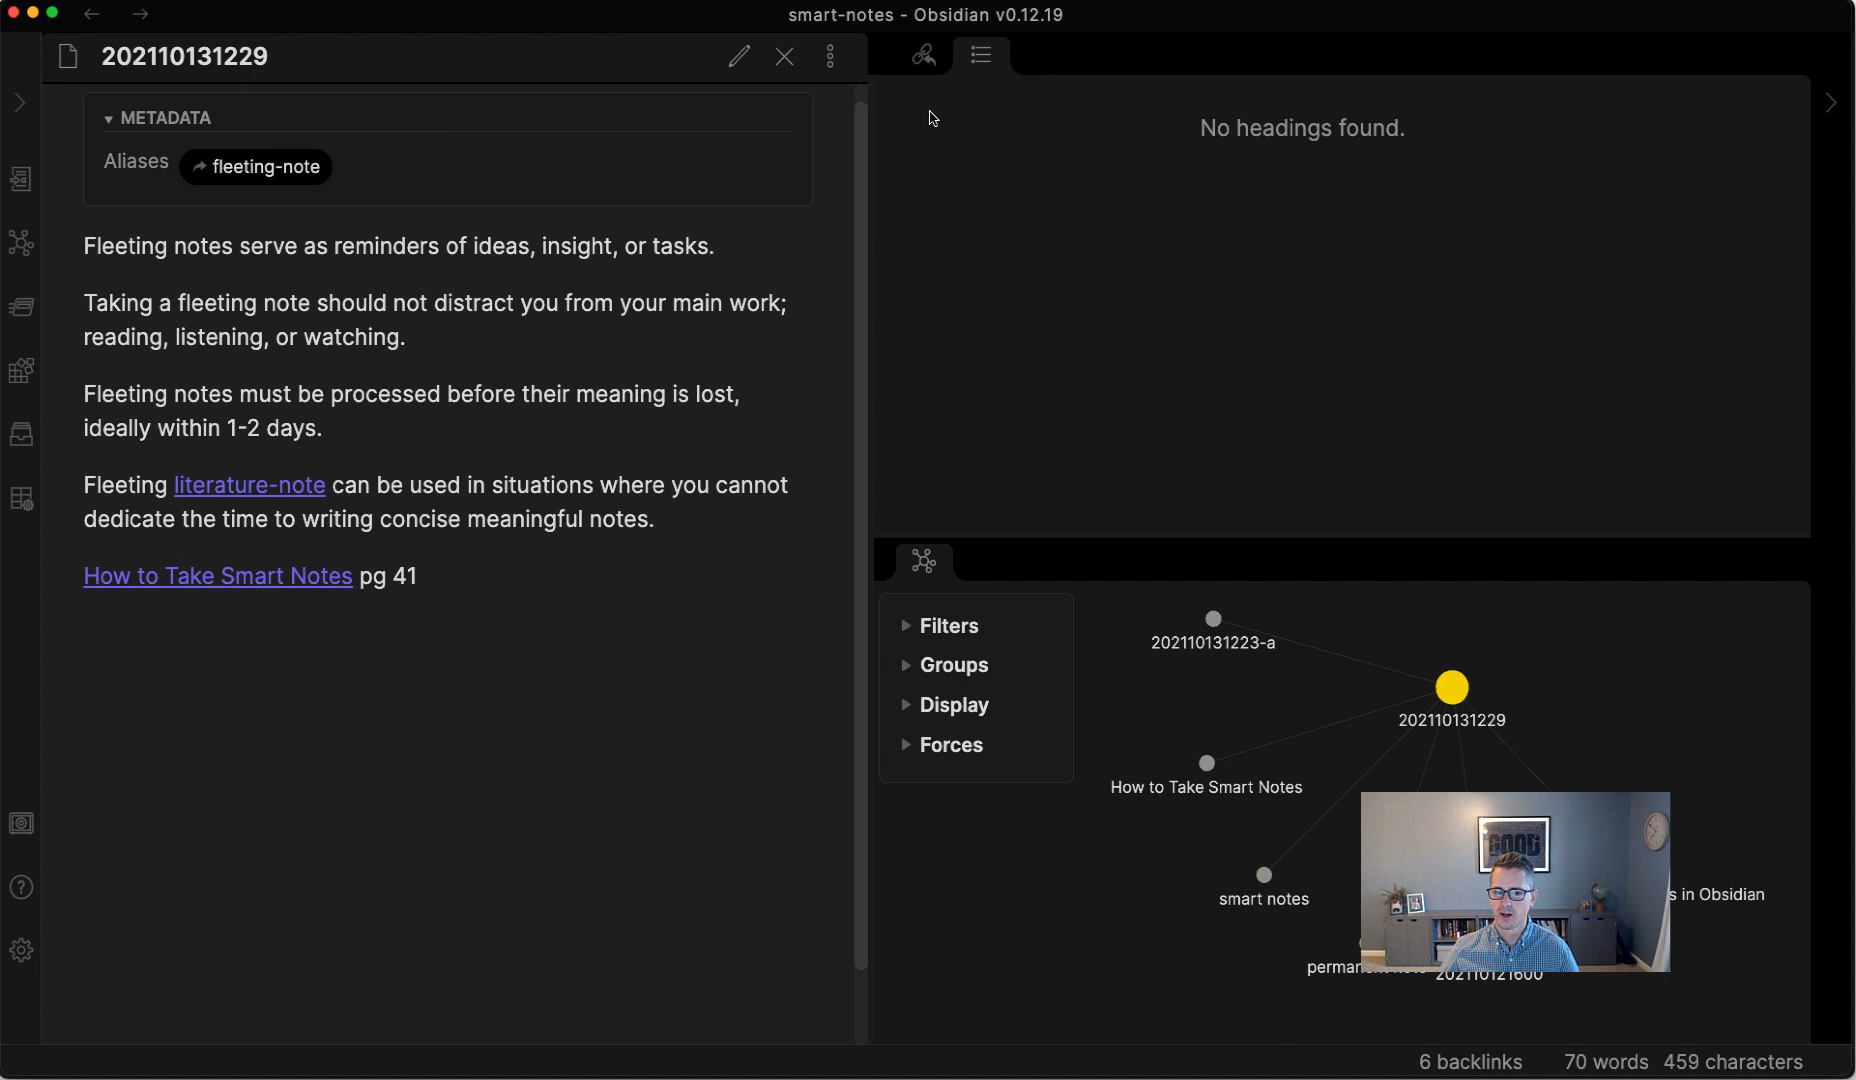 smart-notes - Obsidian v0.12.19
202110131229
METADATA
Aliases fleeting-note
Fleeting notes serve as reminders of ideas, insight, or tasks.
Taking a fleeting note should not distract you from your main work;
reading, listening, or watching.
Fleeting notes must be processed before their meaning is lost,
ideally within 1-2 days.
Fleeting literature-note can be used in situations where you cannot
dedicate the time to writing concise meaningful notes.
How to Take Smart Notes pg 41
No headings found.
Filters
Groups
Display
Forces
202110131223-a
202110131229
How to Take Smart Notes
GOOD
smart notes
s in Obsidian
202110121600
6 backlinks 70 words 459 characters